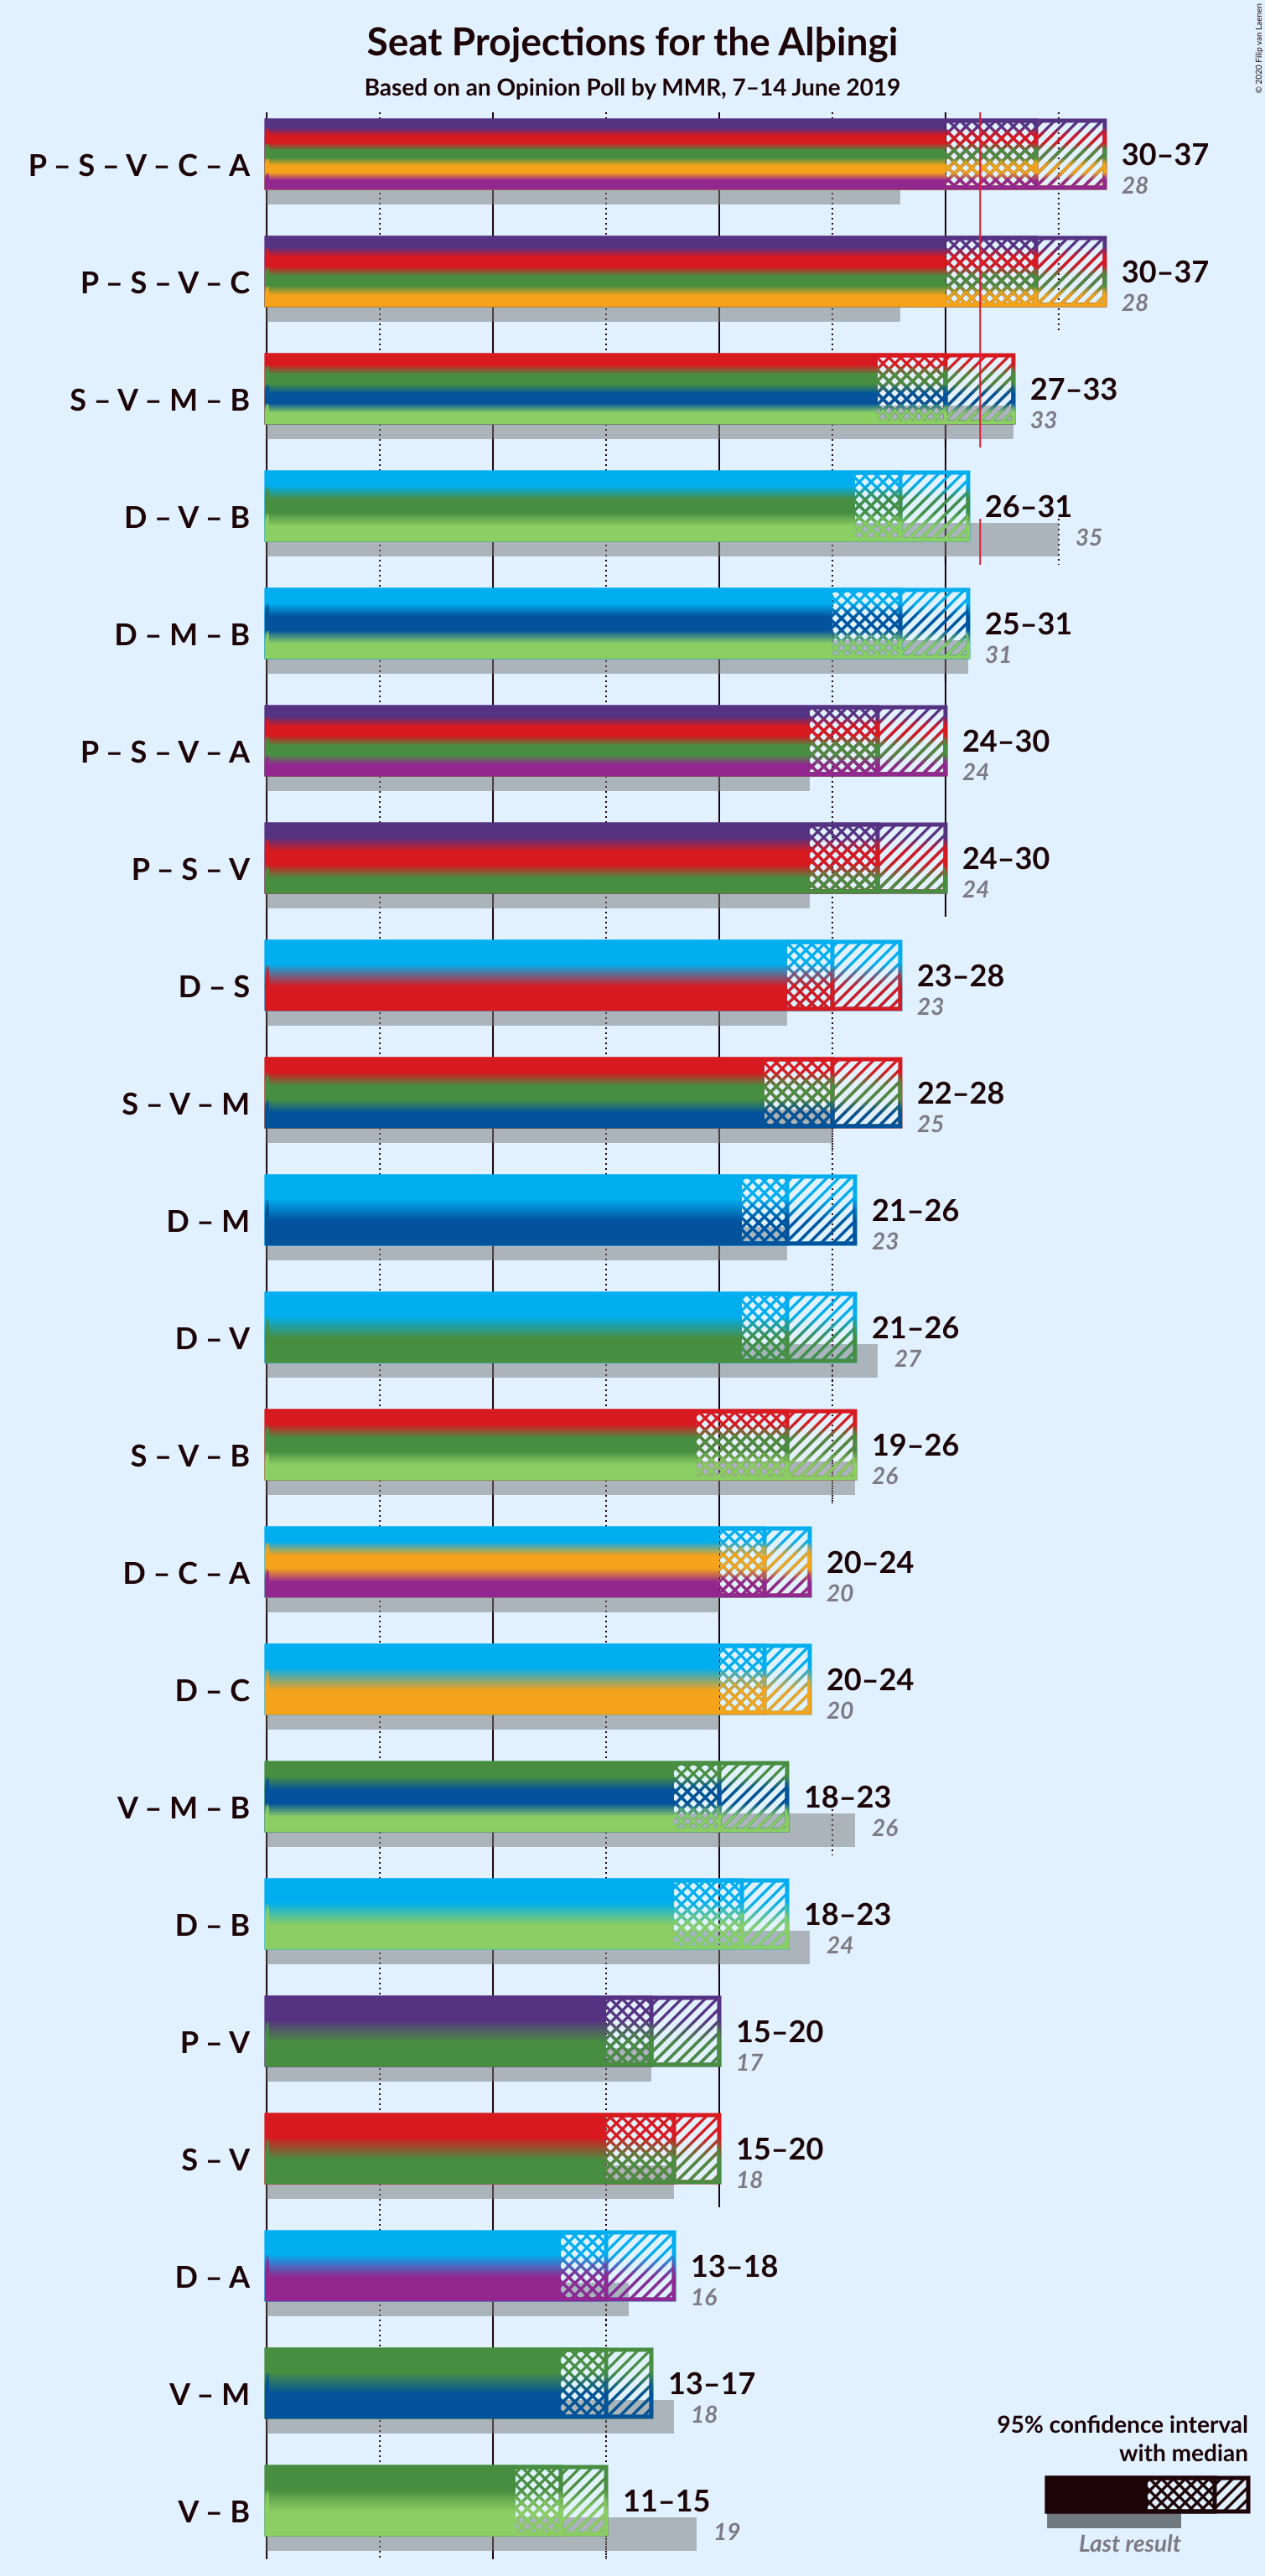 Seat Projections for the Alþingi
Based on an Opinion Poll by MMR, 7–14 June 2019
© 2020 Filip van Laenen
P – S – V – C – A
30–37
28
P – S – V – C
30–37
28
S – V – M – B
27–33
33
D – V – B
26–31
35
D – M – B
25–31
31
P – S – V – A
24–30
24
P – S – V
24–30
24
D – S
23–28
23
S – V – M
22–28
25
D – M
21–26
23
D – V
21–26
27
S – V – B
19–26
26
D – C – A
20–24
20
D – C
20–24
20
V – M – B
18–23
26
D – B
18–23
24
P – V
15–20
17
S – V
15–20
18
D – A
13–18
16
V – M
13–17
18
V – B
11–15
19
95% confidence interval
with median
Last result